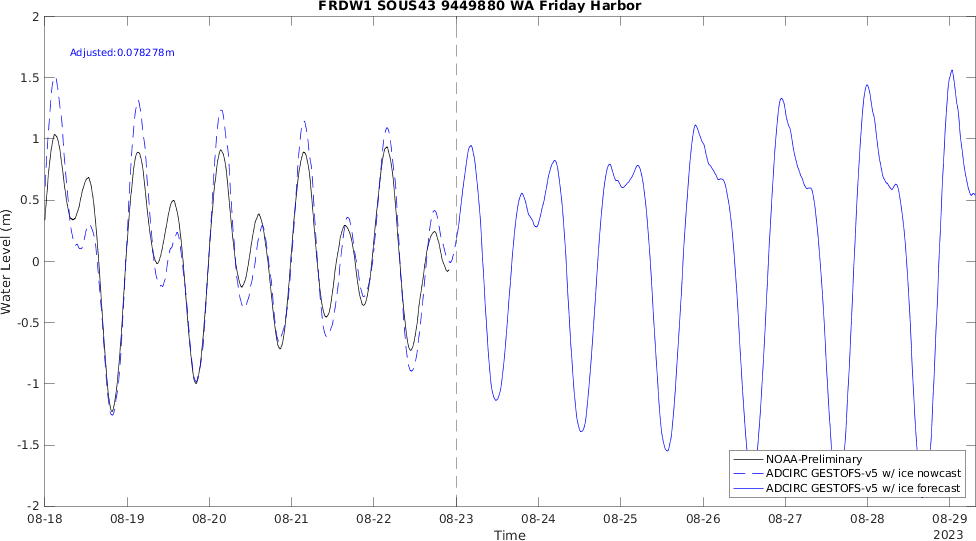 FRDW1 SOUS43 9449880 WA Friday Harbor
Adjusted:0.078278m
2
1.5
1
0.5
0
-0.5
-1
-1.5
-2
Water Level (m)
NOAA-Preliminary
ADCIRC GESTOFS-v5 w/ ice nowcast
ADCIRC GESTOFS-v5 w/ ice forecast
08-18 08-19 08-20 08-21 08-22 08-23 08-24 08-25 08-26 08-27 08-28 08-29
Time
2023